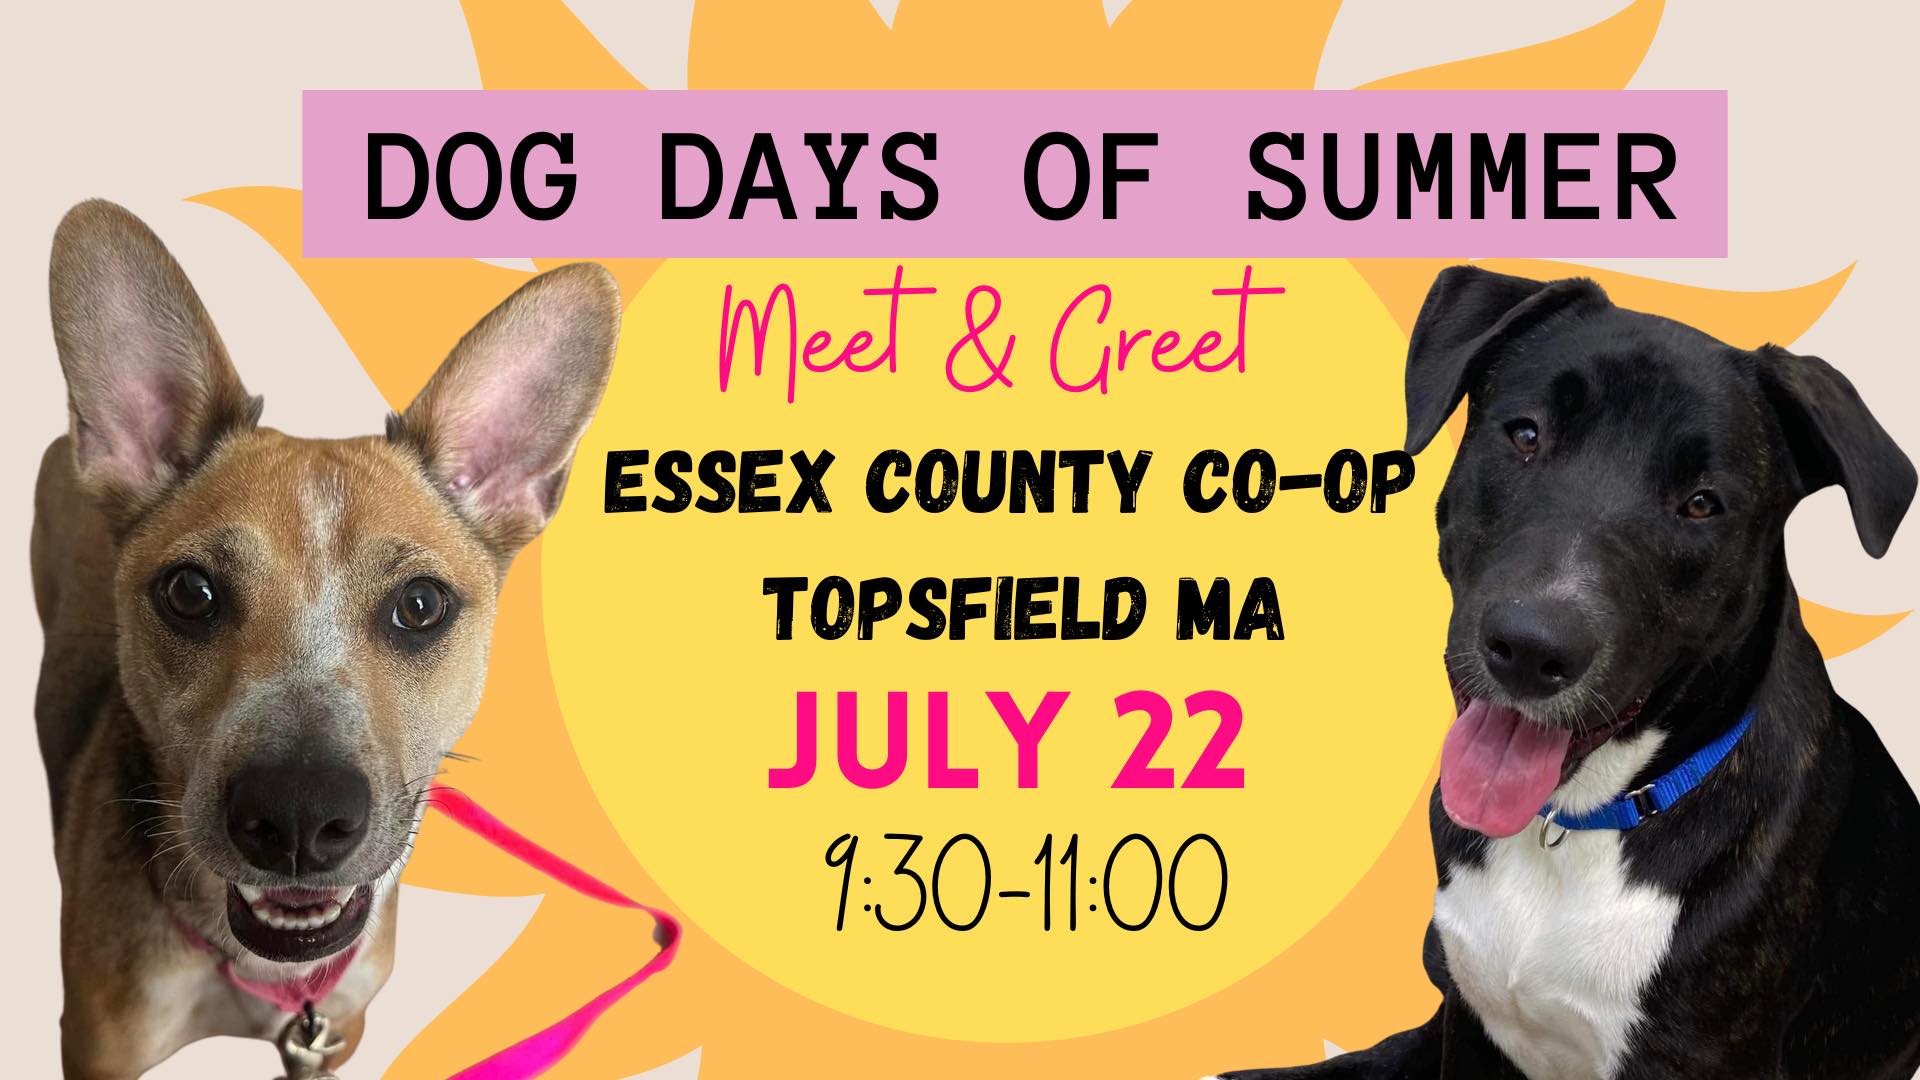 DOG DAYS OF SUMMER
Meet & Greet
ESSEX COUNTY CO-OP
TOPSFIELD MA
JULY 22
9:30-11:00